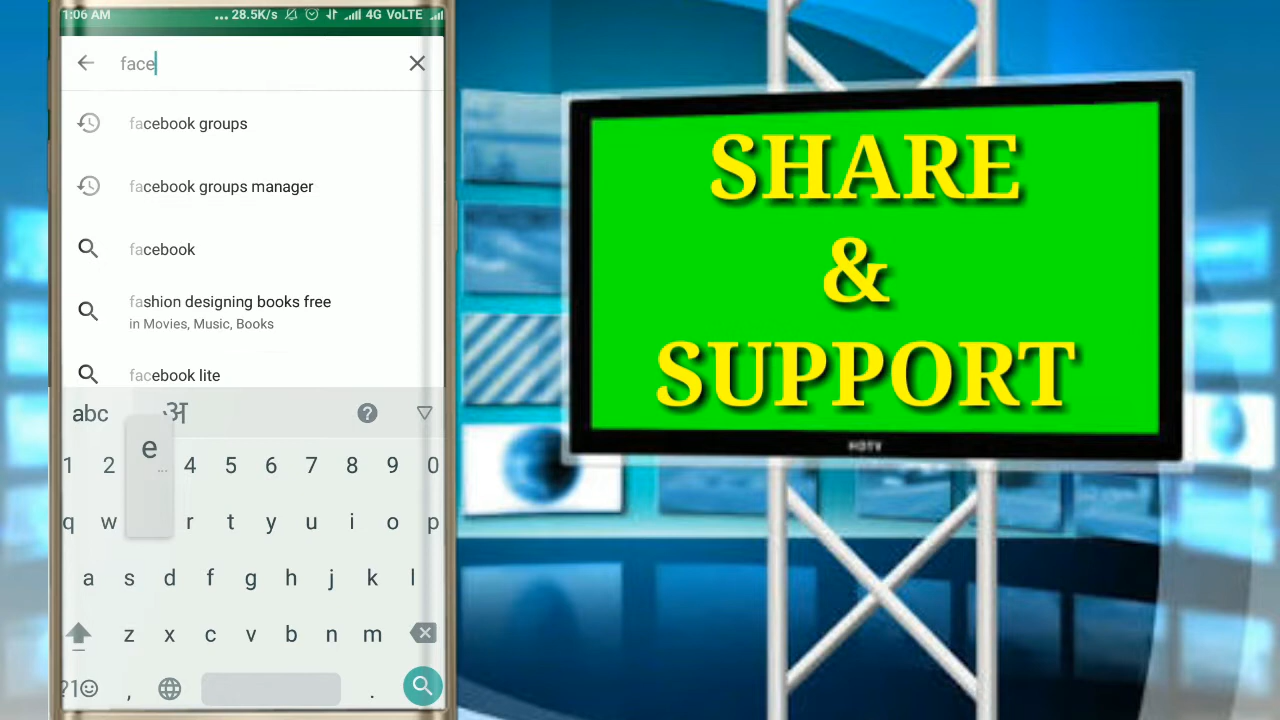 1:06 AM ... 28.5K/s 4G VoLTE
face
facebook groups
facebook groups manager
facebook
fashion designing books free
in Movies, Music, Books
facebook lite
abc अ ?
e ...
1 2 4 5 6 7 8 9 0
q w r t y u i o p
a s d f g h j k l
z x c v b n m
?1☺ , .
SHARE
&
SUPPORT
HDTV